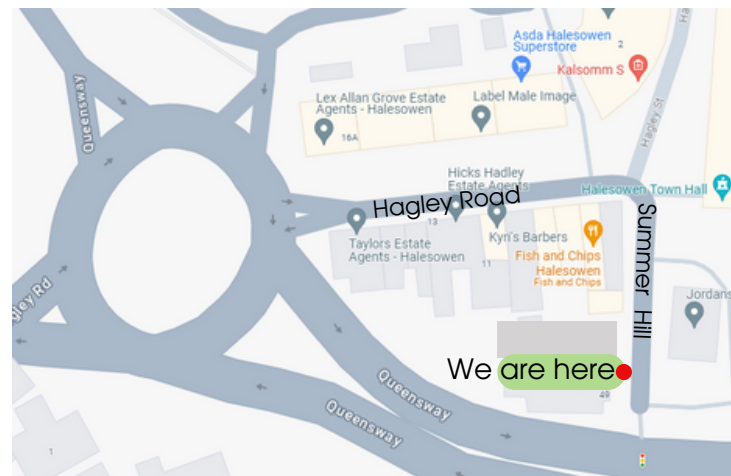 Asda Halesowen
Superstore
2
Kalsomm S
Queensway
Lex Allan Grove Estate
Agents - Halesowen
16A
Label Male Image
Hagley St
Hicks Hadley
Estate Agents
Hagley Road
Halesowen Town Hall
13
Taylors Estate
Agents - Halesowen
Kyn's Barbers
11
Fish and Chips
Halesowen
Fish and Chips
Summer Hill
Jordans
We are here
49
Queensway
Queensway
1